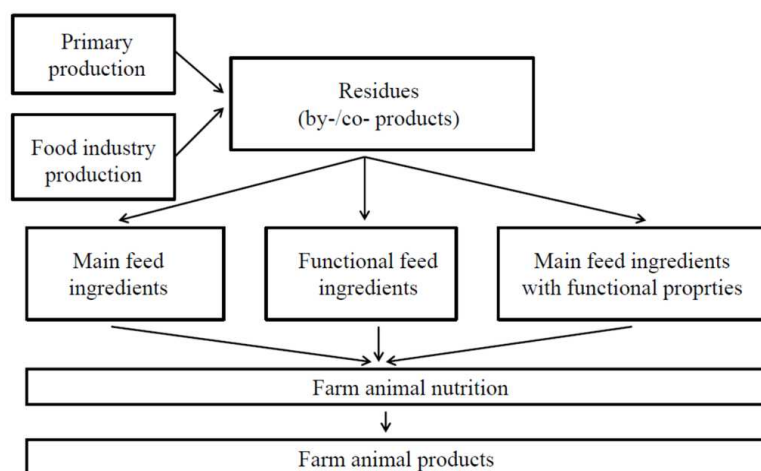 Primary
production
Residues
(by-/co- products)
Food industry
production
Main feed
ingredients
Functional feed
ingredients
Main feed ingredients
with functional proprties
Farm animal nutrition
Farm animal products